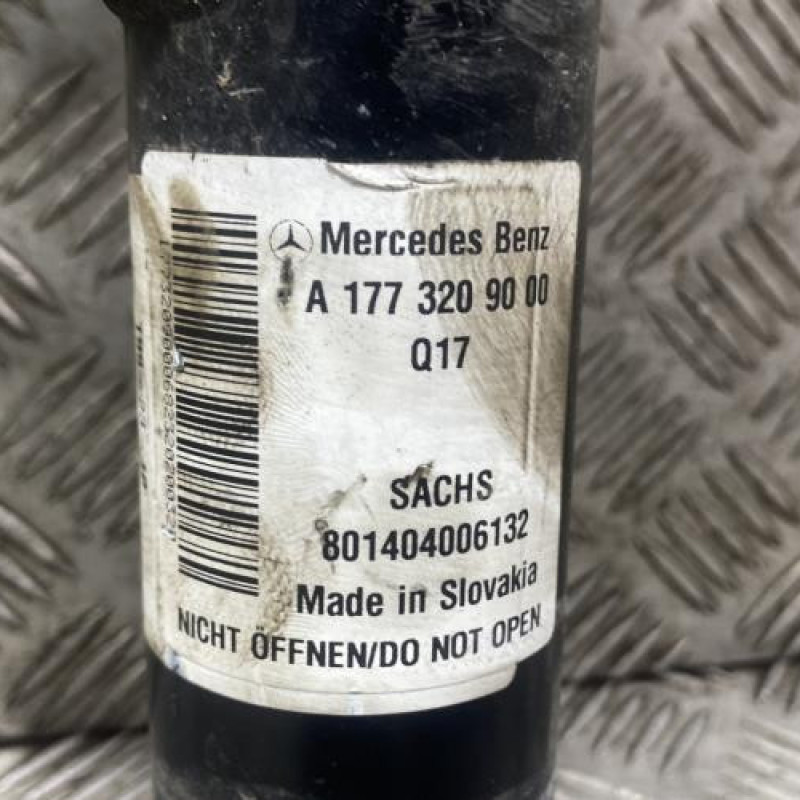 Mercedes Benz
A 177 320 90 00
Q17
SACHS
801404006132
Made in Slovakia
NICHT ÖFFNEN/DO NOT OPEN